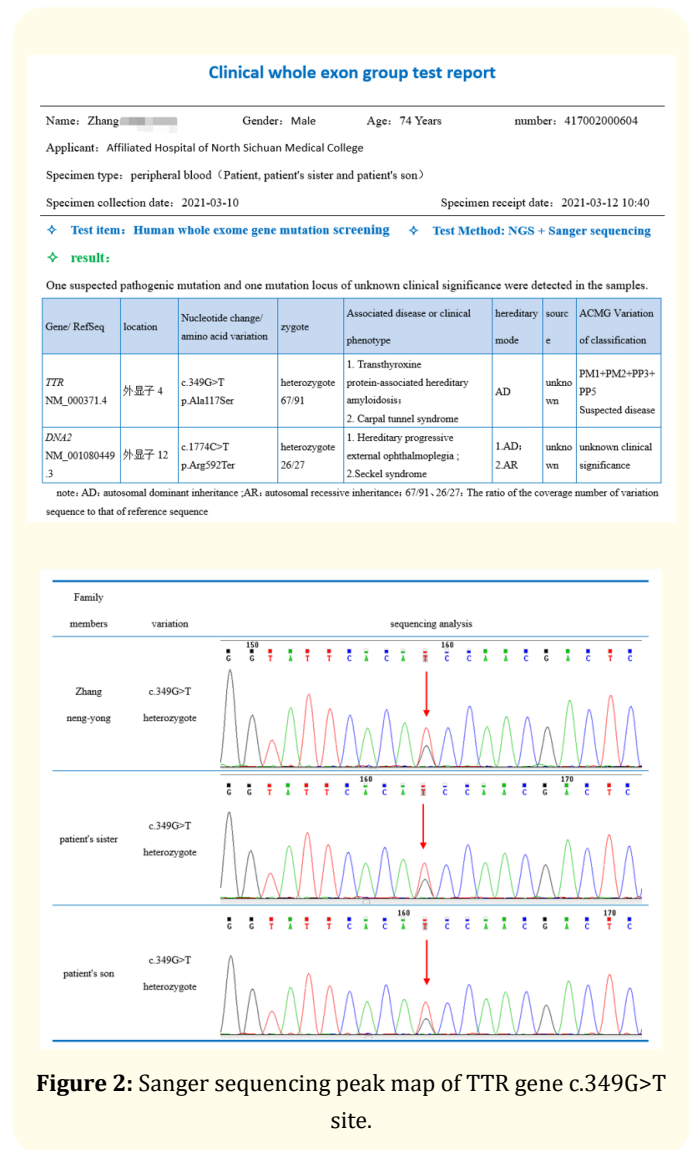 Clinical whole exon group test report
Name: Zhang Gender: Male Age: 74 Years number: 417002000604
Applicant: Affiliated Hospital of North Sichuan Medical College
Specimen type: peripheral blood（Patient, patient's sister and patient's son）
Specimen collection date: 2021-03-10 Specimen receipt date: 2021-03-12 10:40
✧ Test item: Human whole exome gene mutation screening ✧ Test Method: NGS + Sanger sequencing
✧ result:
One suspected pathogenic mutation and one mutation locus of unknown clinical significance were detected in the samples.
Gene/ RefSeq
location
Nucleotide change/
amino acid variation
zygote
Associated disease or clinical
phenotype
hereditary
mode
sourc
e
ACMG Variation
of classification
TTR
NM_000371.4
外显子 4
c.349G>T
p.Ala117Ser
heterozygote
67/91
1. Transthyroxine
protein-associated hereditary
amyloidosis;
2. Carpal tunnel syndrome
AD
unkno
wn
PM1+PM2+PP3+
PP5
Suspected disease
DNA2
NM_001080449
.3
外显子 12
c.1774C>T
p.Arg592Ter
heterozygote
26/27
1. Hereditary progressive
external ophthalmoplegia ;
2.Seckel syndrome
1.AD;
2.AR
unkno
wn
unknown clinical
significance
note: AD: autosomal dominant inheritance ;AR: autosomal recessive inheritance; 67/91、26/27: The ratio of the coverage number of variation
sequence to that of reference sequence
Family
members
variation
sequencing analysis
Zhang
neng-yong
c.349G>T
heterozygote
150 160
G G T A T T C A C A T C C A A C G A C T C
patient's sister
c.349G>T
heterozygote
160 170
G G T A T T C A C A T C C A A C G A C T C
patient's son
c.349G>T
heterozygote
160 170
G G T A T T C A C A T C C A A C G A C T C
Figure 2: Sanger sequencing peak map of TTR gene c.349G>T
site.